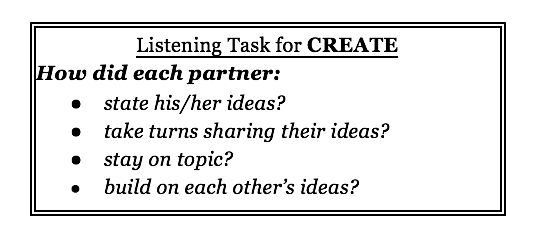 Listening Task for CREATE
How did each partner:
● state his/her ideas?
● take turns sharing their ideas?
● stay on topic?
● build on each other’s ideas?